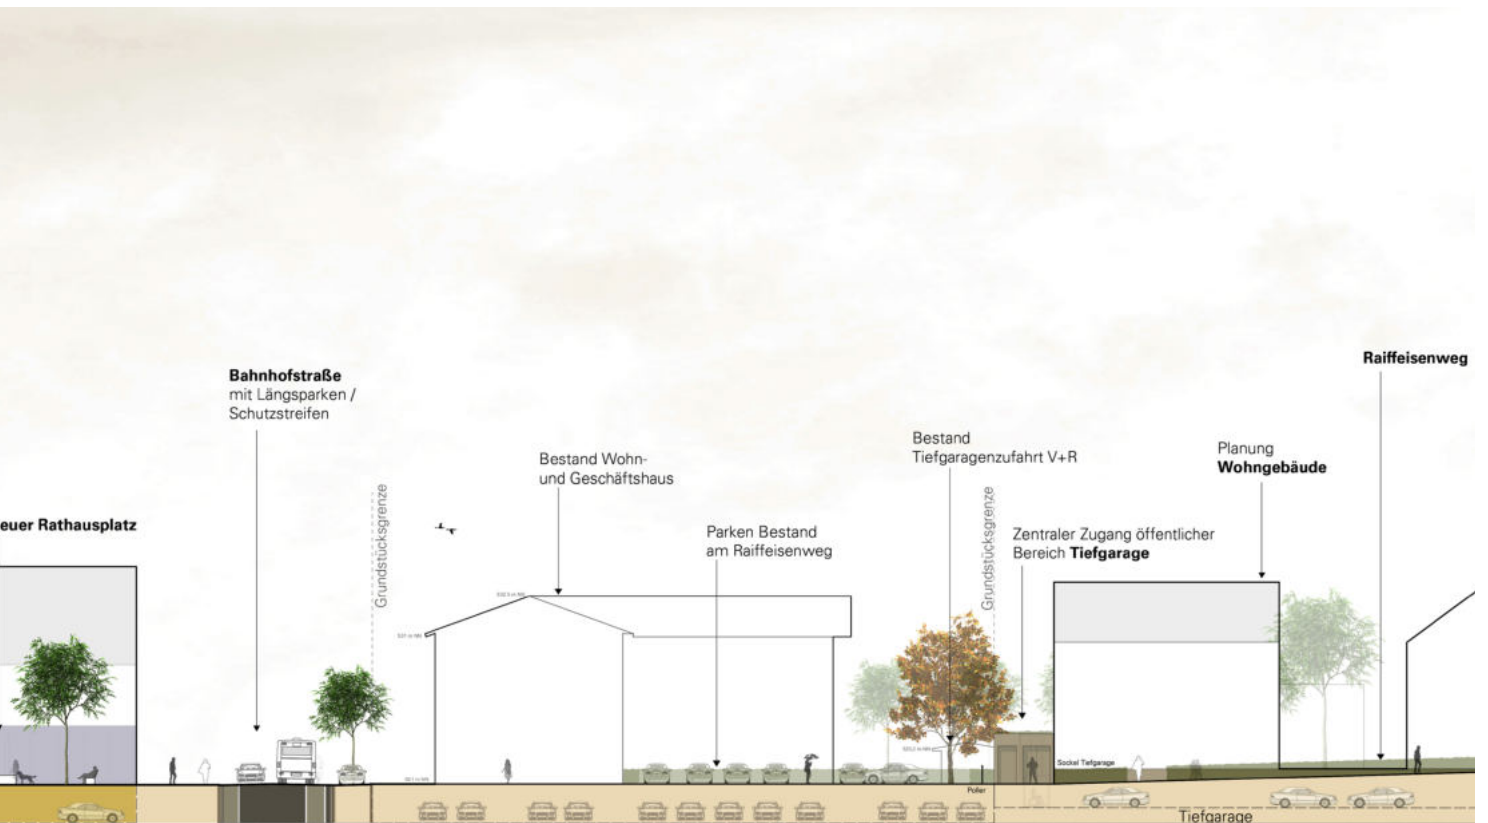 Raiffeisenweg
Bahnhofstraße
mit Längsparken /
Schutzstreifen
Bestand
Tiefgaragenzufahrt V+R
Planung
Wohngebäude
Bestand Wohn-
und Geschäftshaus
Grundstücksgrenze
Grundstücksgrenze
euer Rathausplatz
Parken Bestand
am Raiffeisenweg
Zentraler Zugang öffentlicher
Bereich Tiefgarage
Sockel Tiefgarage
Poller
Tiefgarage